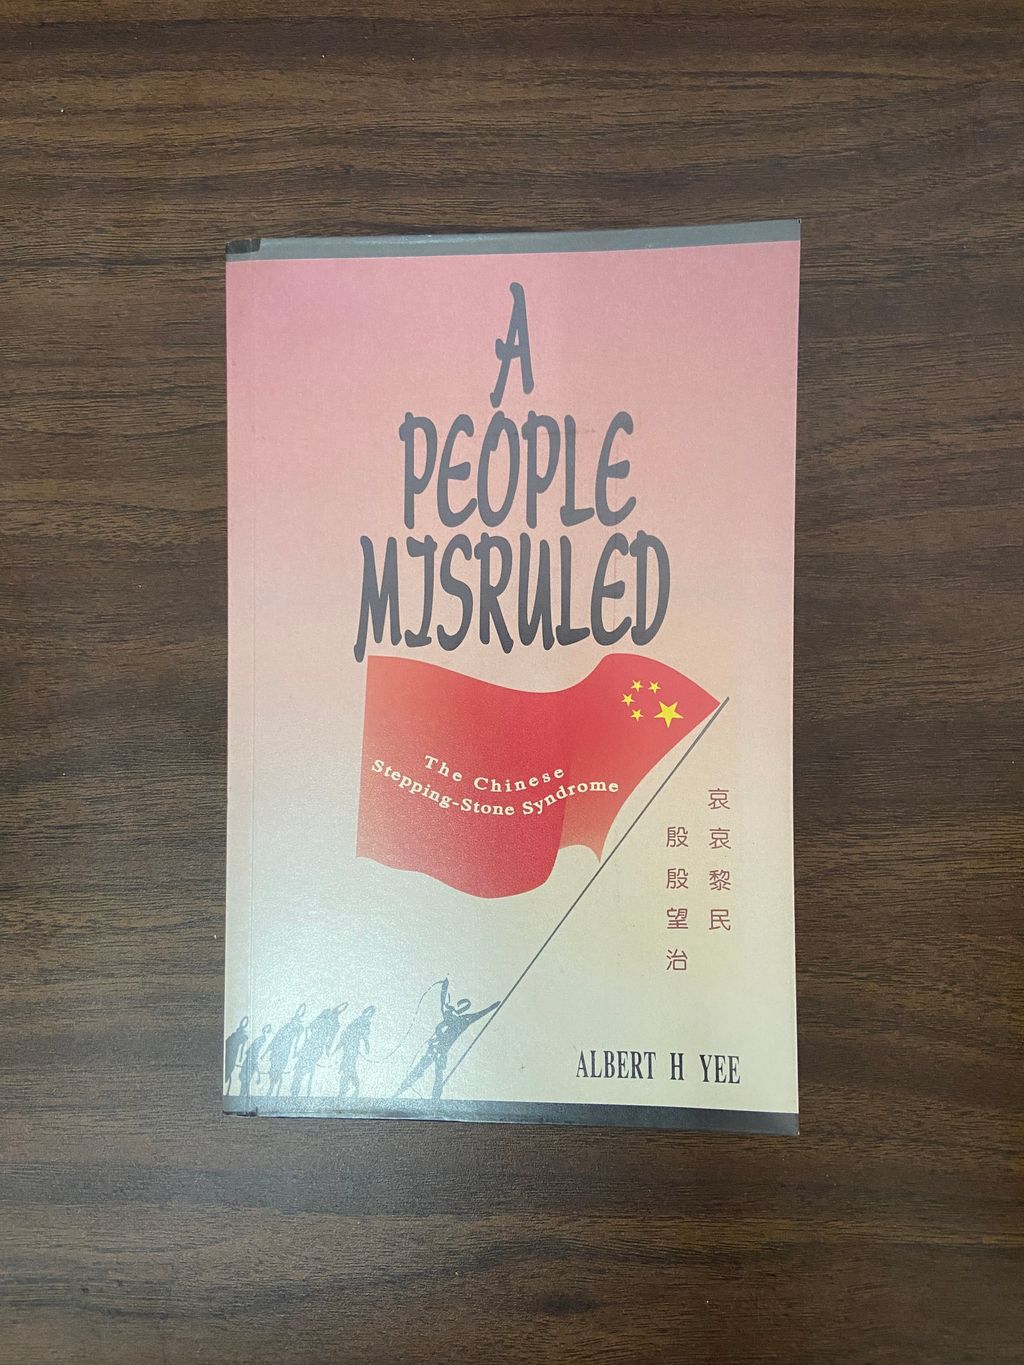 A
PEOPLE
MISRULED
The Chinese
Stepping-Stone Syndrome
哀哀黎民
殷殷望治
ALBERT H YEE